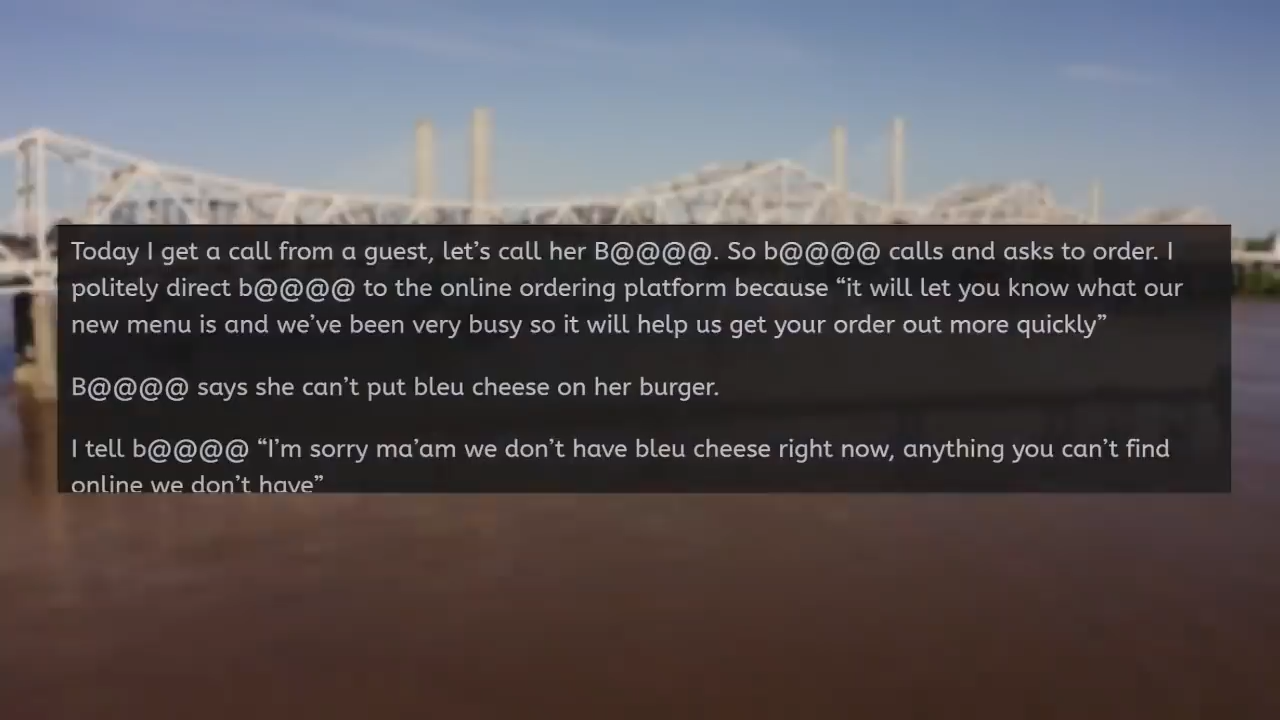 Today I get a call from a guest, let’s call her B@@@@. So b@@@@ calls and asks to order. I
politely direct b@@@@ to the online ordering platform because “it will let you know what our
new menu is and we’ve been very busy so it will help us get your order out more quickly”
B@@@@ says she can’t put bleu cheese on her burger.
I tell b@@@@ “I’m sorry ma’am we don’t have bleu cheese right now, anything you can’t find
online we don’t have”